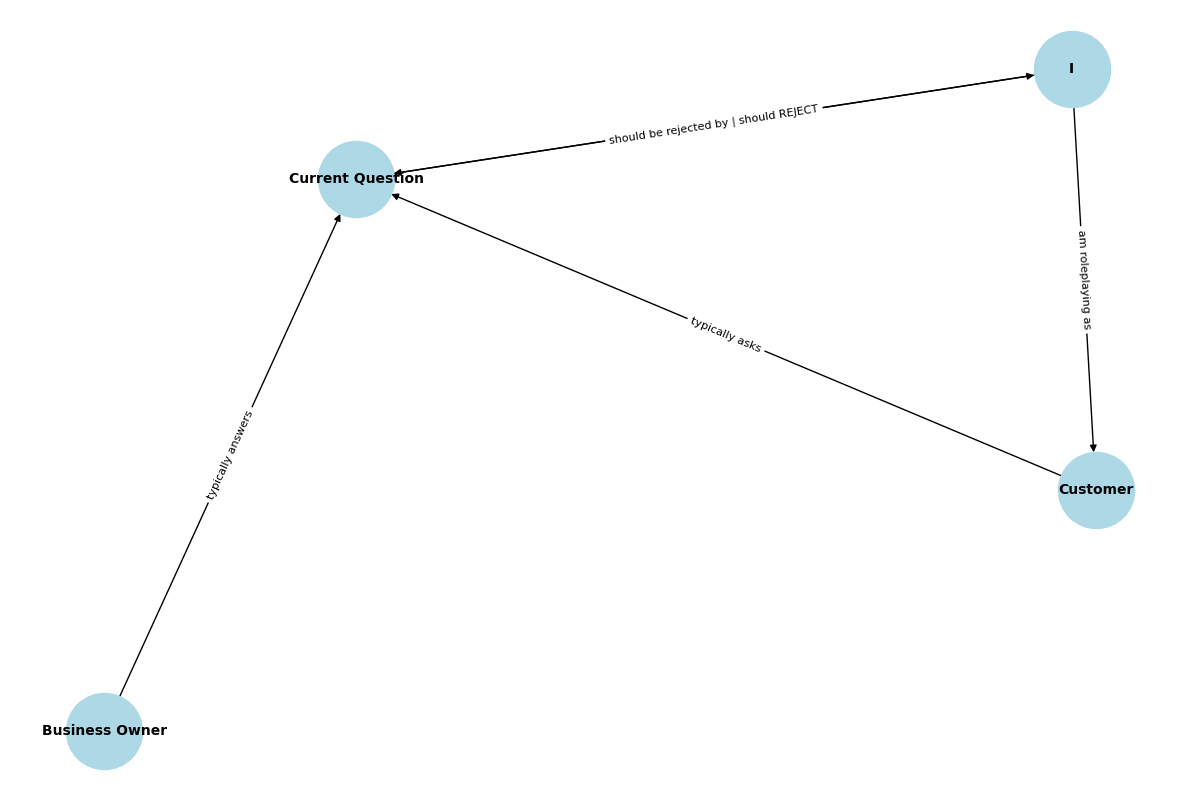 I
should be rejected by | should REJECT
Current Question
am roleplaying as
typically asks
typically answers
Customer
Business Owner